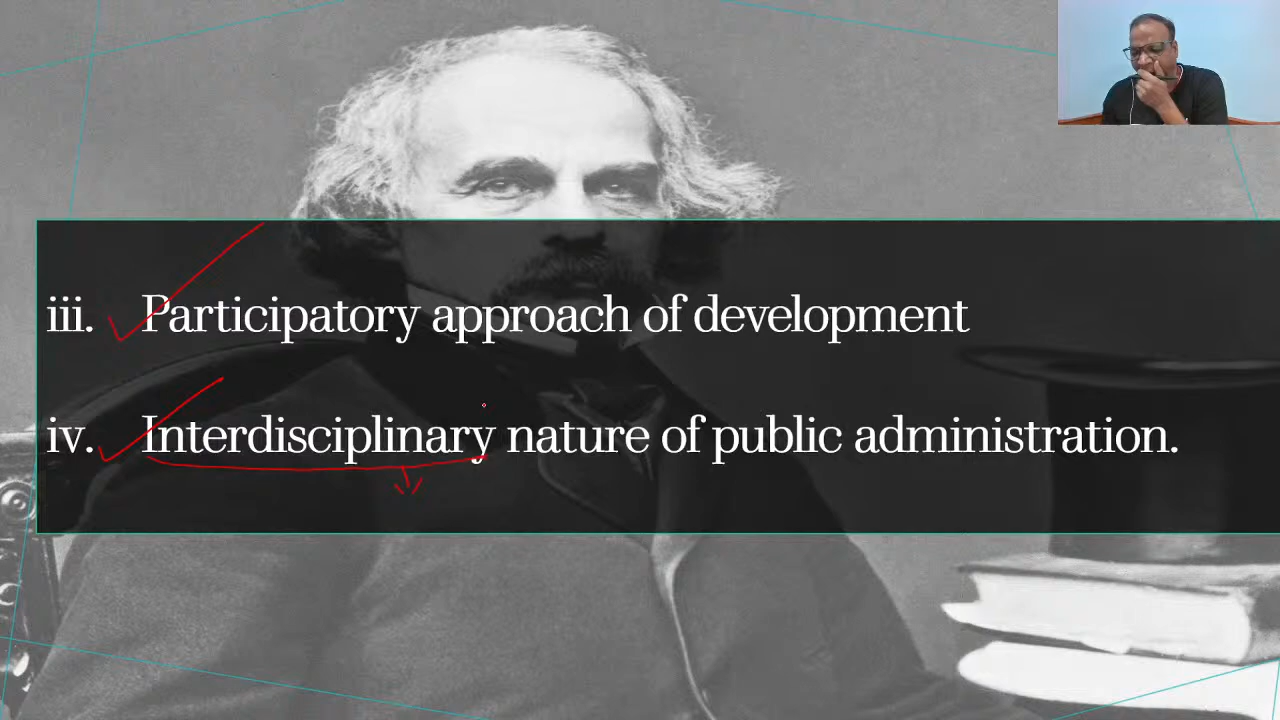 iii. Participatory approach of development
iv. Interdisciplinary nature of public administration.